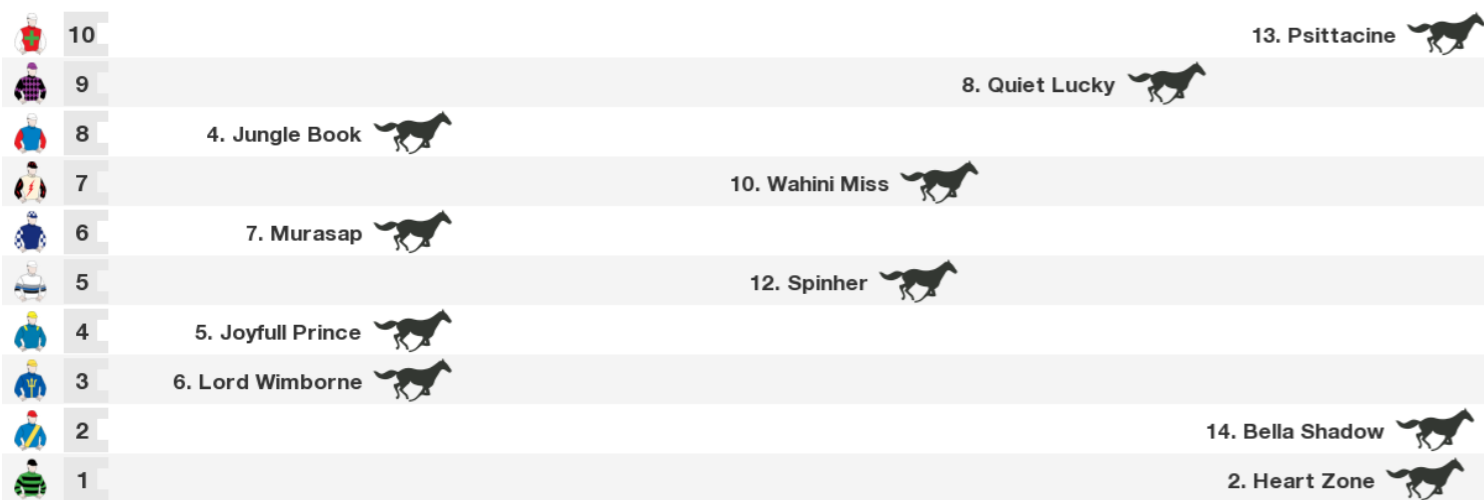 10 13. Psittacine
9 8. Quiet Lucky
8 4. Jungle Book
7 10. Wahini Miss
6 7. Murasap
5 12. Spinher
4 5. Joyfull Prince
3 6. Lord Wimborne
2 14. Bella Shadow
1 2. Heart Zone